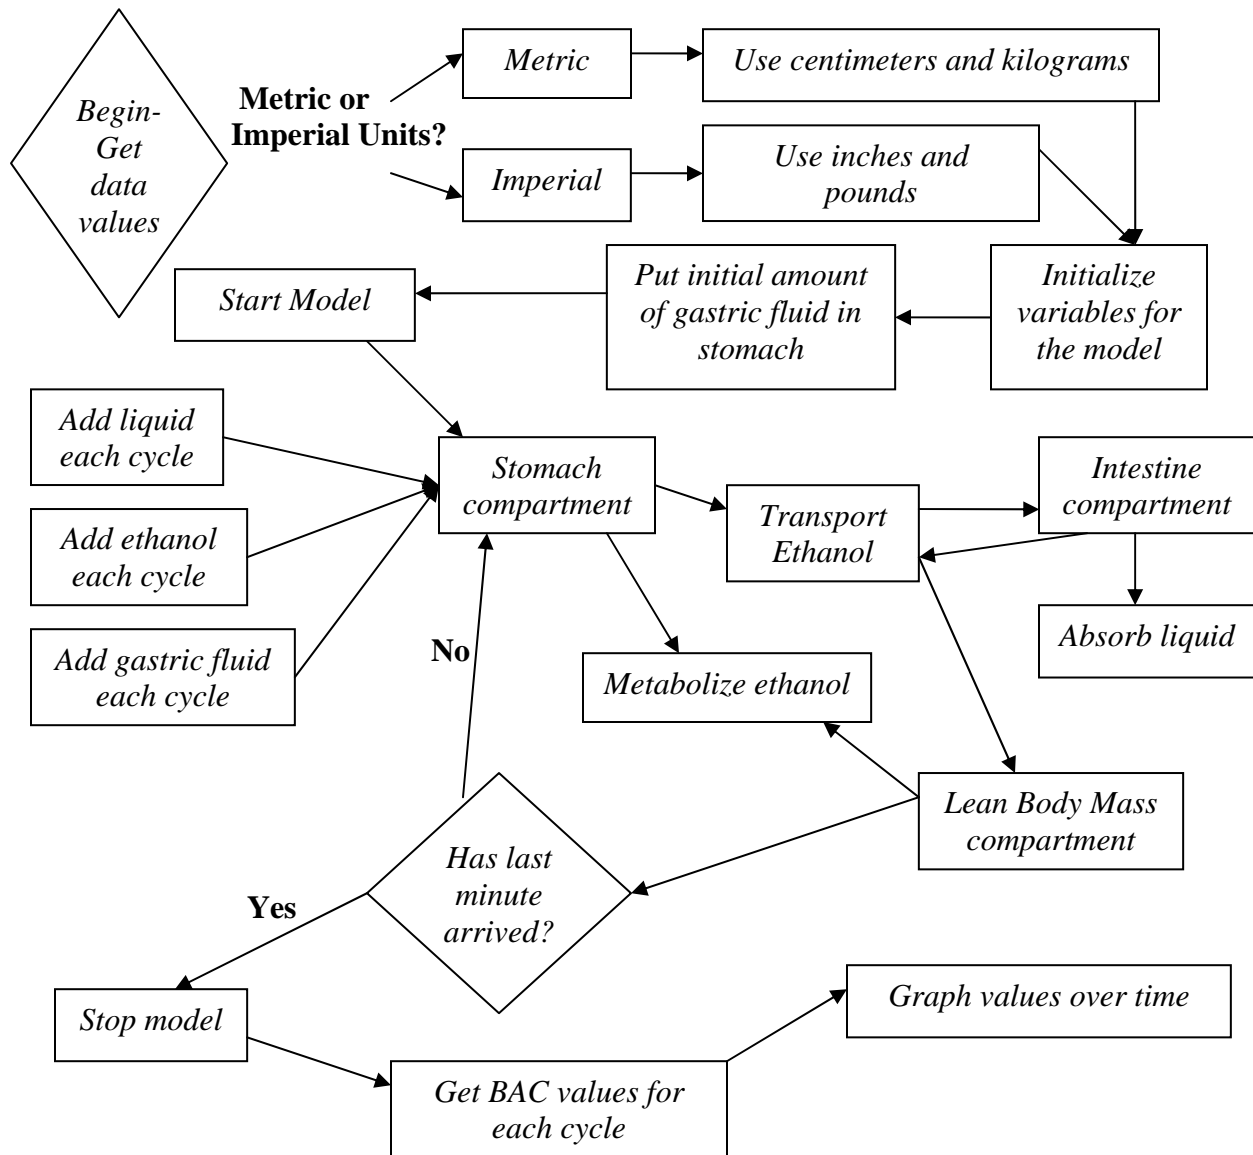 Begin-
Get
data
values
Metric or
Imperial Units?
Metric
Use centimeters and kilograms
Imperial
Use inches and
pounds
Initialize
variables for
the model
Put initial amount
of gastric fluid in
stomach
Start Model
Add liquid
each cycle
Add ethanol
each cycle
Add gastric fluid
each cycle
Stomach
compartment
Transport
Ethanol
Intestine
compartment
Absorb liquid
Metabolize ethanol
Lean Body Mass
compartment
No
Has last
minute
arrived?
Yes
Stop model
Get BAC values for
each cycle
Graph values over time